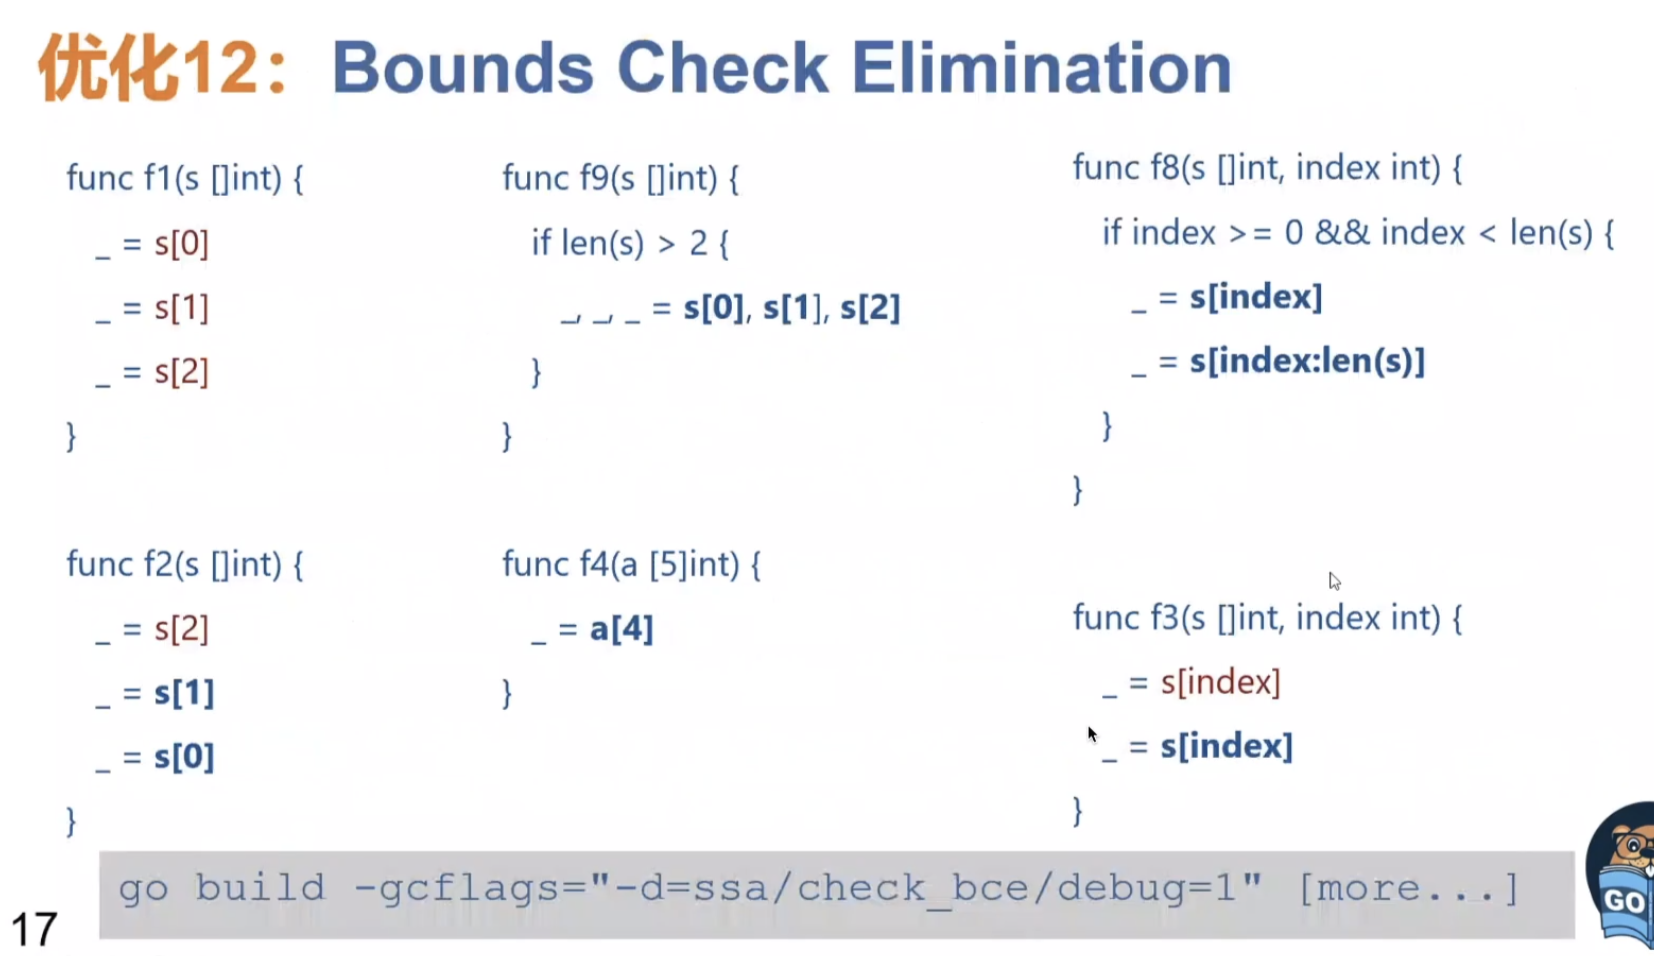 优化12： Bounds Check Elimination
func f1(s []int) {
_ = s[0]
_ = s[1]
_ = s[2]
}
func f2(s []int) {
_ = s[2]
_ = s[1]
_ = s[0]
}
func f9(s []int) {
if len(s) > 2 {
_, _, _ = s[0], s[1], s[2]
}
}
func f4(a [5]int) {
_ = a[4]
}
func f8(s []int, index int) {
if index >= 0 && index < len(s) {
_ = s[index]
_ = s[index:len(s)]
}
}
func f3(s []int, index int) {
_ = s[index]
_ = s[index]
}
go build -gcflags="-d=ssa/check_bce/debug=1" [more...]
17
GO